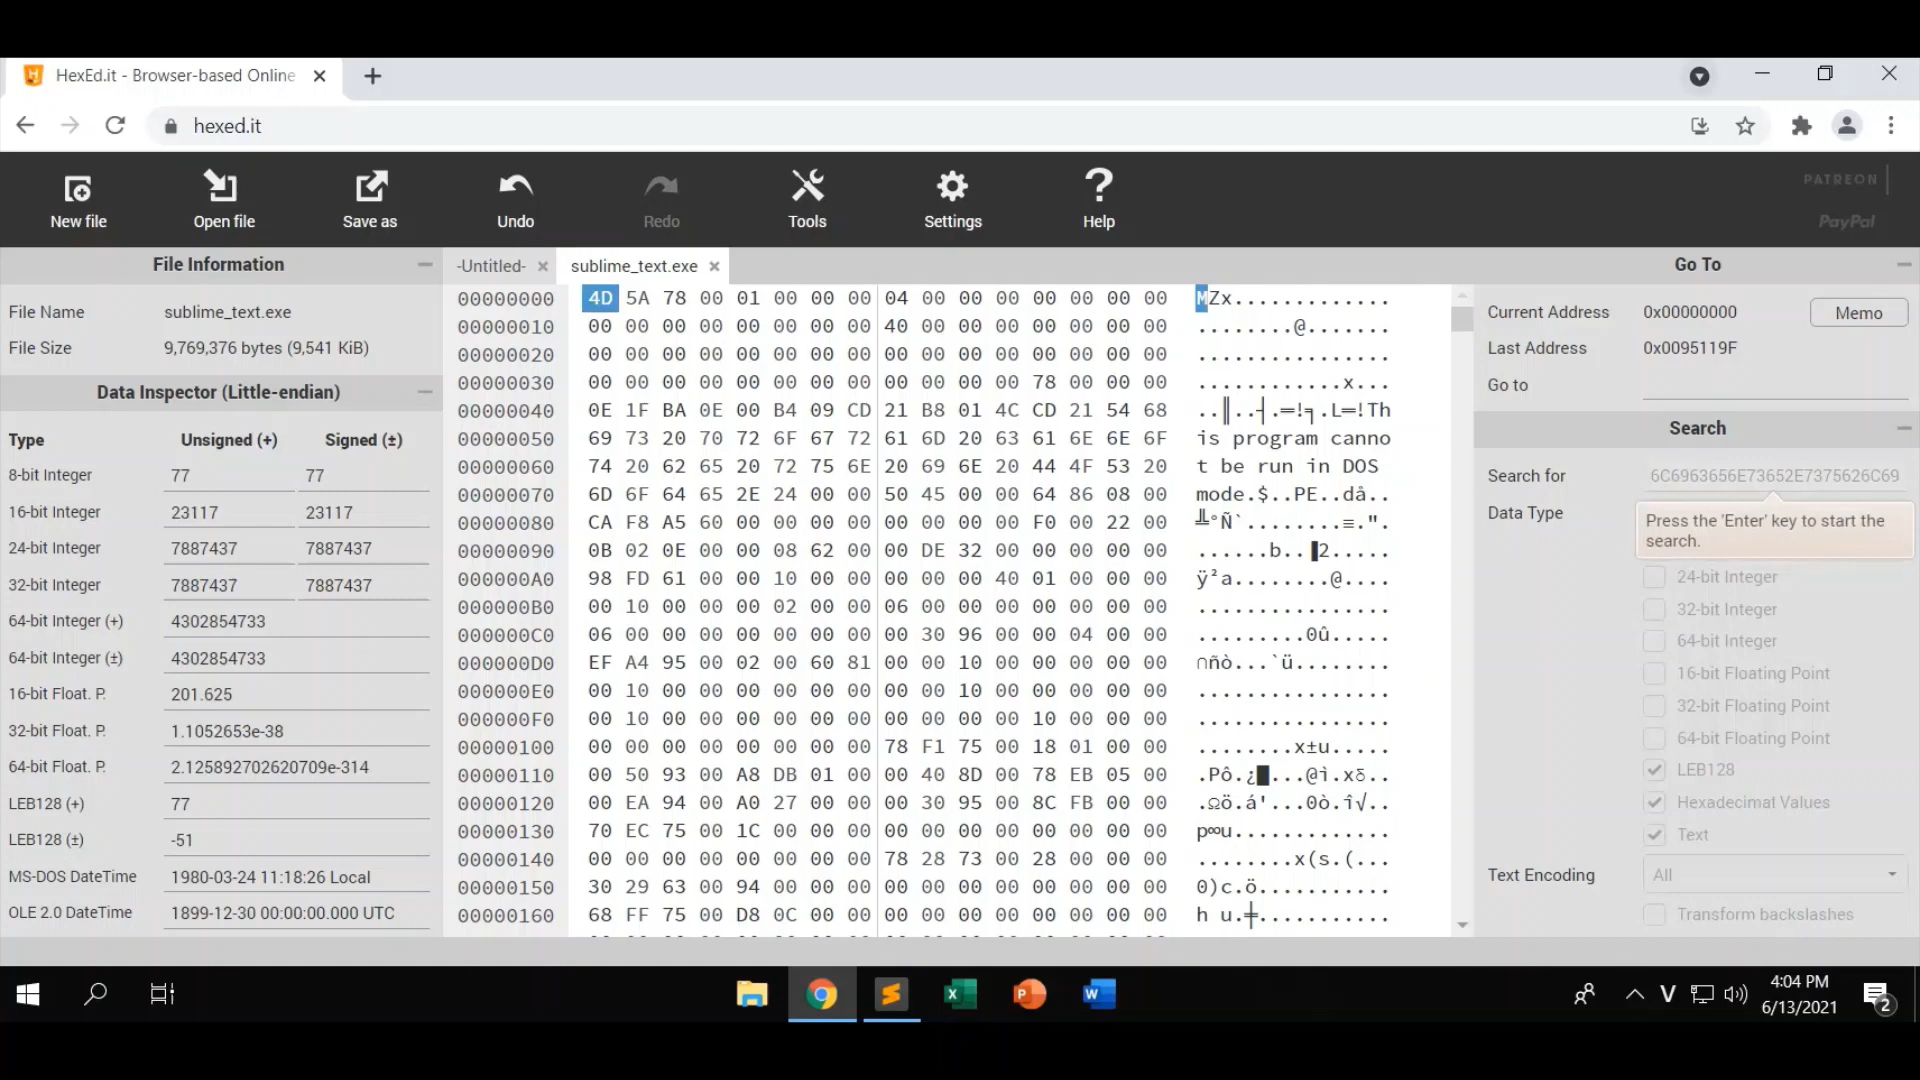 HexEd.it - Browser-based Online
hexed.it
New file
Open file
Save as
Undo
Redo
Tools
Settings
Help
PATREON
PayPal
File Information
File Name sublime_text.exe
File Size 9,769,376 bytes (9,541 KiB)
Data Inspector (Little-endian)
Type Unsigned (+) Signed (±)
8-bit Integer 77 77
16-bit Integer 23117 23117
24-bit Integer 7887437 7887437
32-bit Integer 7887437 7887437
64-bit Integer (+) 4302854733
64-bit Integer (±) 4302854733
16-bit Float. P. 201.625
32-bit Float. P. 1.1052653e-38
64-bit Float. P. 2.125892702620709e-314
LEB128 (+) 77
LEB128 (±) -51
MS-DOS DateTime 1980-03-24 11:18:26 Local
OLE 2.0 DateTime 1899-12-30 00:00:00.000 UTC
-Untitled- sublime_text.exe
00000000 4D 5A 78 00 01 00 00 00 04 00 00 00 00 00 00 00 MZx.............
00000010 00 00 00 00 00 00 00 00 40 00 00 00 00 00 00 00 ........@.......
00000020 00 00 00 00 00 00 00 00 00 00 00 00 00 00 00 00 ................
00000030 00 00 00 00 00 00 00 00 00 00 00 00 78 00 00 00 ............x...
00000040 0E 1F BA 0E 00 B4 09 CD 21 B8 01 4C CD 21 54 68 ..║..┤.═!╕.L═!Th
00000050 69 73 20 70 72 6F 67 72 61 6D 20 63 61 6E 6E 6F is program canno
00000060 74 20 62 65 20 72 75 6E 20 69 6E 20 44 4F 53 20 t be run in DOS
00000070 6D 6F 64 65 2E 24 00 00 50 45 00 00 64 86 08 00 mode.$..PE..då..
00000080 CA F8 A5 60 00 00 00 00 00 00 00 00 F0 00 22 00 ╩°Ñ`........≡.".
00000090 0B 02 0E 00 00 08 62 00 00 DE 32 00 00 00 00 00 ......b..▐2.....
000000A0 98 FD 61 00 00 10 00 00 00 00 00 40 01 00 00 00 ÿ²a........@....
000000B0 00 10 00 00 00 02 00 00 06 00 00 00 00 00 00 00 ................
000000C0 06 00 00 00 00 00 00 00 00 30 96 00 00 04 00 00 .........0û.....
000000D0 EF A4 95 00 02 00 60 81 00 00 10 00 00 00 00 00 ∩ñò...`ü........
000000E0 00 10 00 00 00 00 00 00 00 00 10 00 00 00 00 00 ................
000000F0 00 10 00 00 00 00 00 00 00 00 00 00 10 00 00 00 ................
00000100 00 00 00 00 00 00 00 00 78 F1 75 00 18 01 00 00 ........x±u.....
00000110 00 50 93 00 A8 DB 01 00 00 40 8D 00 78 EB 05 00 .Pô.¿█...@ì.xδ..
00000120 00 EA 94 00 A0 27 00 00 00 30 95 00 8C FB 00 00 .Ωö.á'...0ò.î√..
00000130 70 EC 75 00 1C 00 00 00 00 00 00 00 00 00 00 00 p∞u.............
00000140 00 00 00 00 00 00 00 00 78 28 73 00 28 00 00 00 ........x(s.(...
00000150 30 29 63 00 94 00 00 00 00 00 00 00 00 00 00 00 0)c.ö...........
00000160 68 FF 75 00 D8 0C 00 00 00 00 00 00 00 00 00 00 h u.╪...........
Go To
Current Address 0x00000000 Memo
Last Address 0x0095119F
Go to
Search
Search for 6C6963656E73652E7375626C69
Data Type
Press the 'Enter' key to start the
search.
24-bit Integer
32-bit Integer
64-bit Integer
16-bit Floating Point
32-bit Floating Point
64-bit Floating Point
LEB128
Hexadecimal Values
Text
Text Encoding All
Transform backslashes
4:04 PM
6/13/2021
2